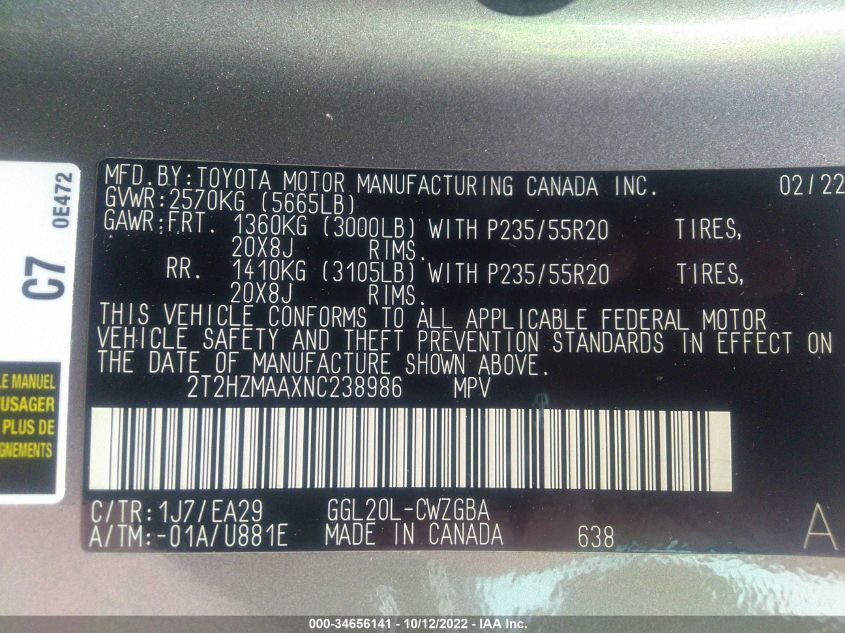 0E472
C7
LE MANUEL
'USAGER
PLUS DE
GNEMENTS
MFD.BY:TOYOTA MOTOR MANUFACTURING CANADA INC. 02/22
GVWR:2570KG (5665LB)
GAWR:FRT. 1360KG (3000LB) WITH P235/55R20 TIRES,
20X8J RIMS.
RR. 1410KG (3105LB) WITH P235/55R20 TIRES,
20X8J RIMS.
THIS VEHICLE CONFORMS TO ALL APPLICABLE FEDERAL MOTOR
VEHICLE SAFETY AND THEFT PREVENTION STANDARDS IN EFFECT ON
THE DATE OF MANUFACTURE SHOWN ABOVE.
2T2HZMAAXNC238986 MPV
C/TR:1J7/EA29 GGL20L-CWZGBA
A/TM:-01A/U881E MADE IN CANADA 638 A
000-34656141 - 10/12/2022 - IAA Inc.